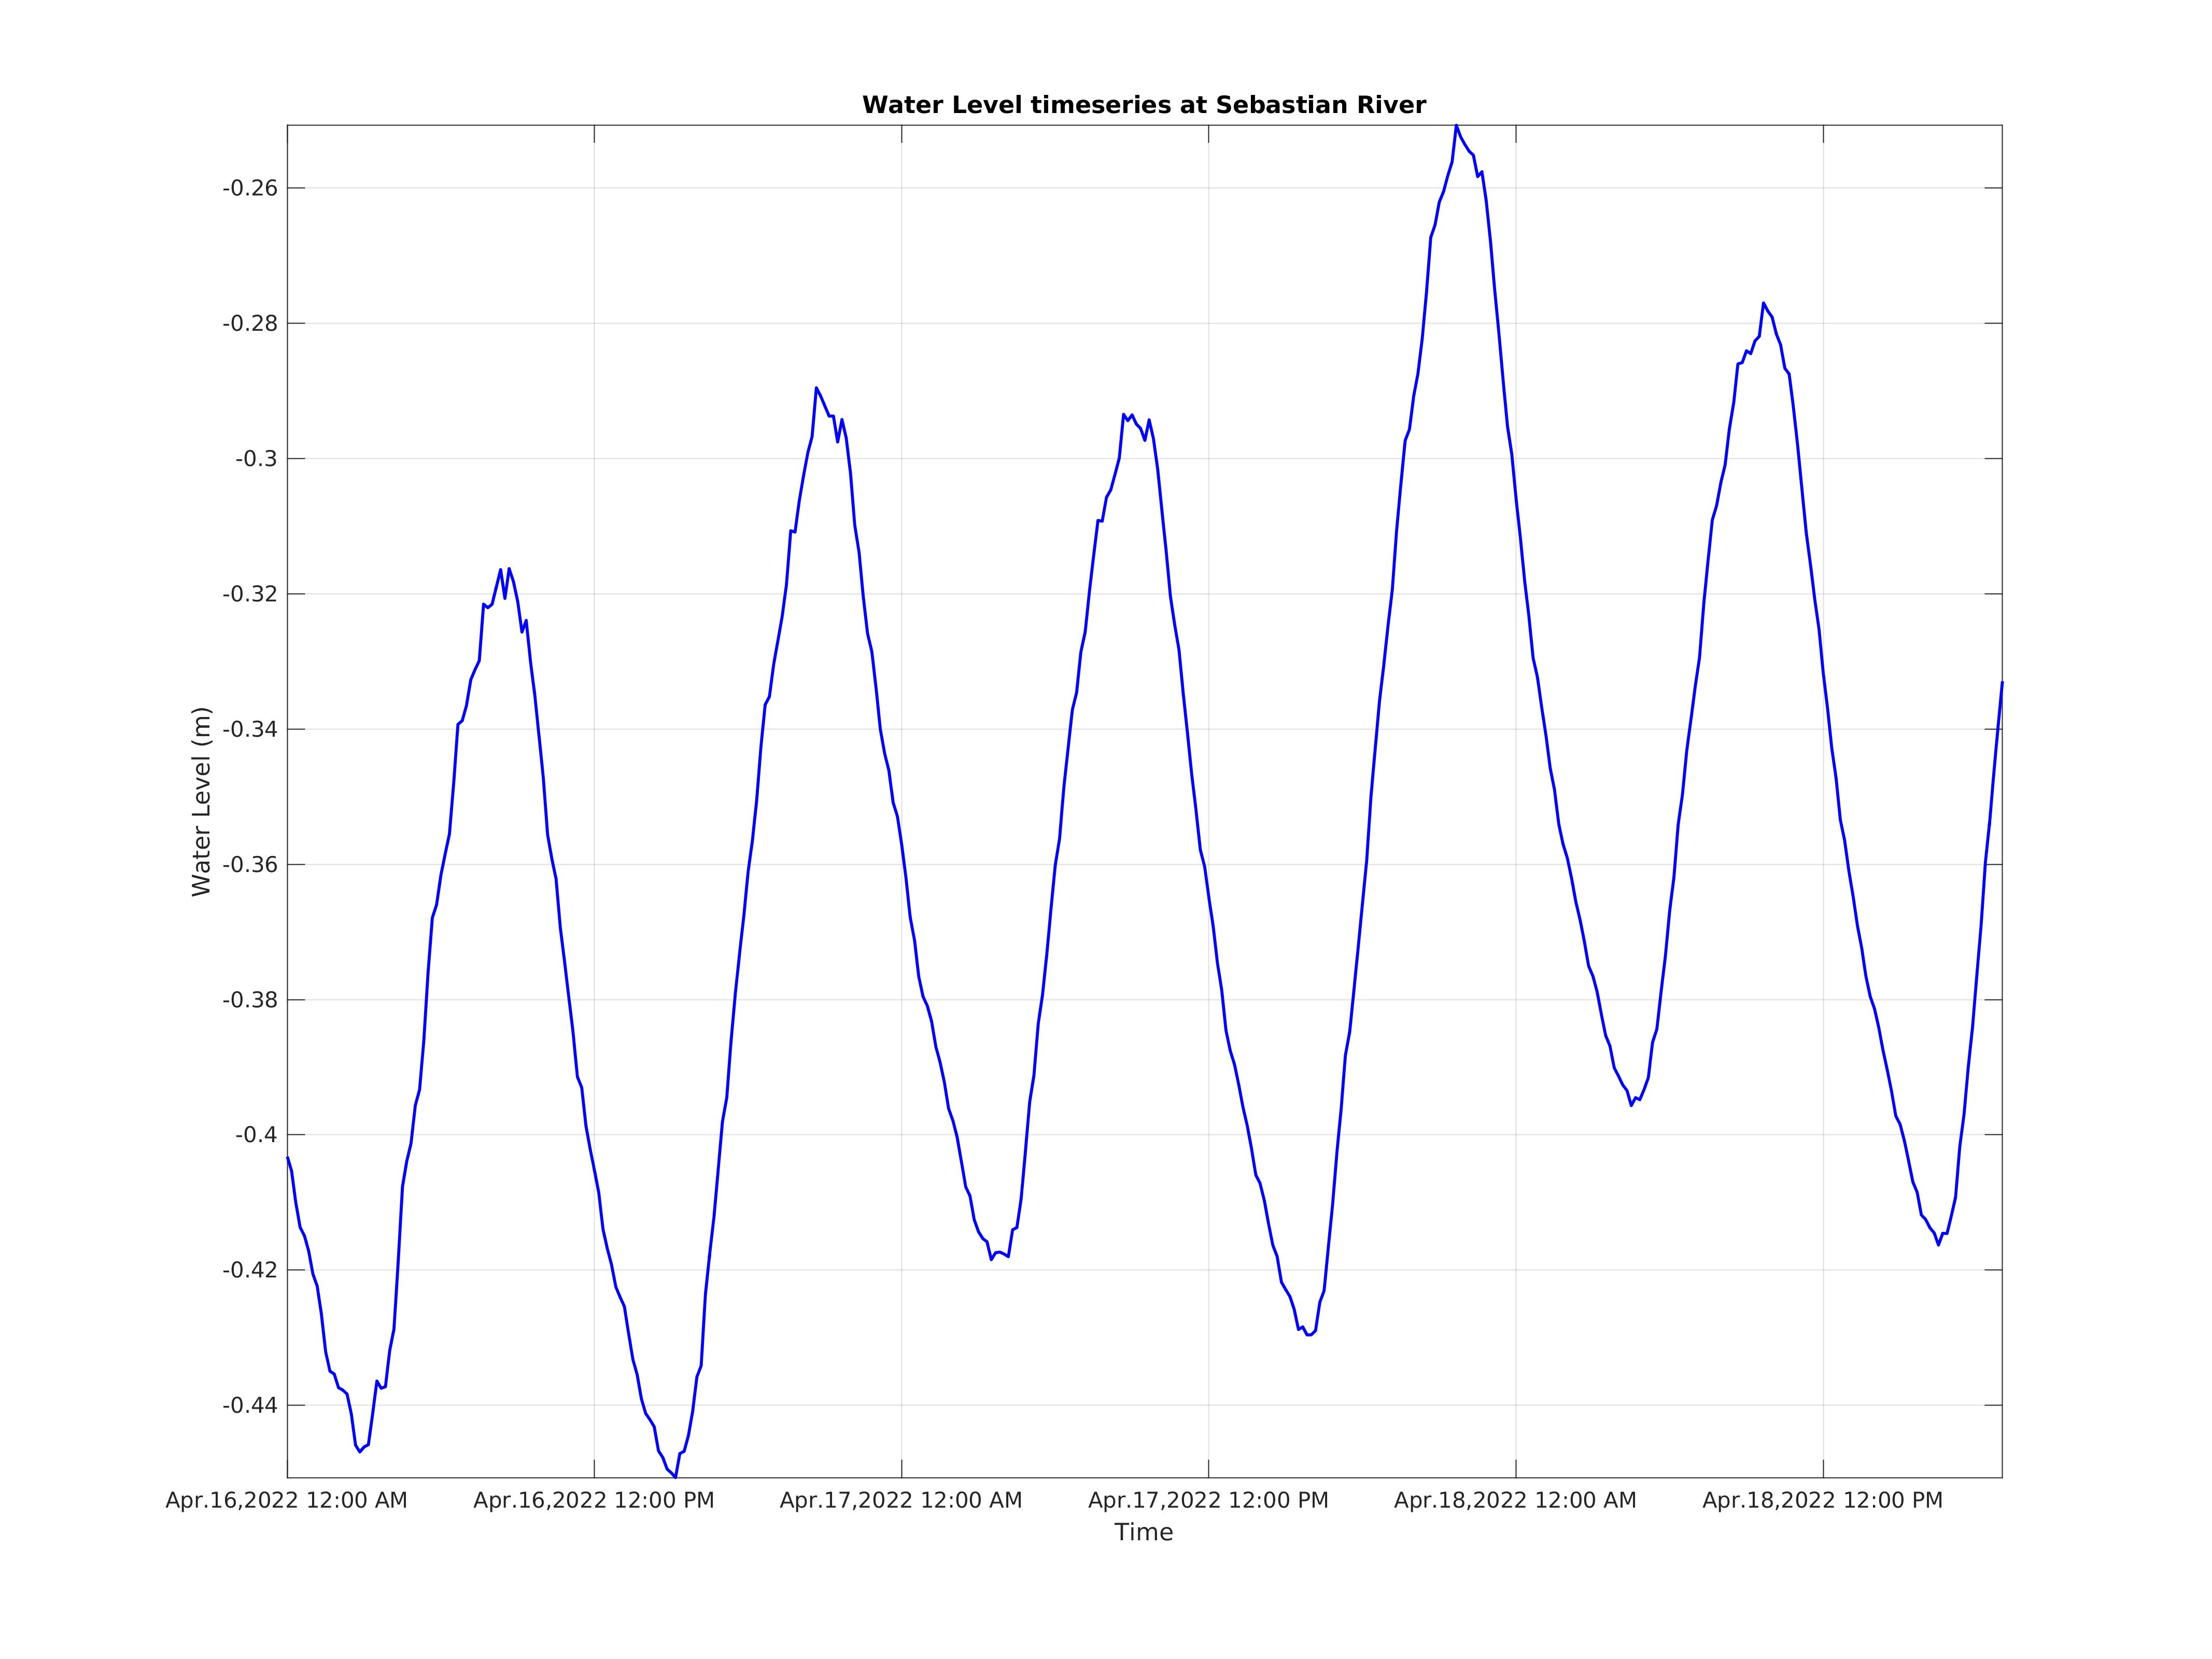 Water Level timeseries at Sebastian River
-0.26
-0.28
-0.3
-0.32
-0.34
-0.36
-0.38
-0.4
-0.42
-0.44
Water Level (m)
Apr.16,2022 12:00 AM Apr.16,2022 12:00 PM Apr.17,2022 12:00 AM Apr.17,2022 12:00 PM Apr.18,2022 12:00 AM Apr.18,2022 12:00 PM
Time